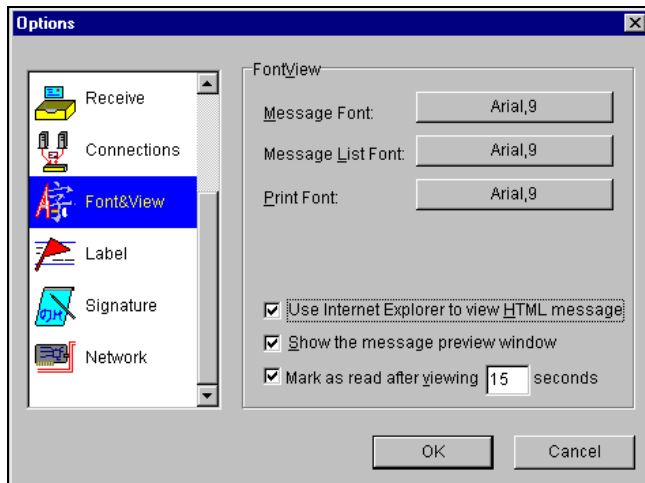 Options
Receive
Connections
Font&View
Label
Signature
Network
FontView
Message Font: Arial,9
Message List Font: Arial,9
Print Font: Arial,9
Use Internet Explorer to view HTML message
Show the message preview window
Mark as read after viewing 15 seconds
OK Cancel